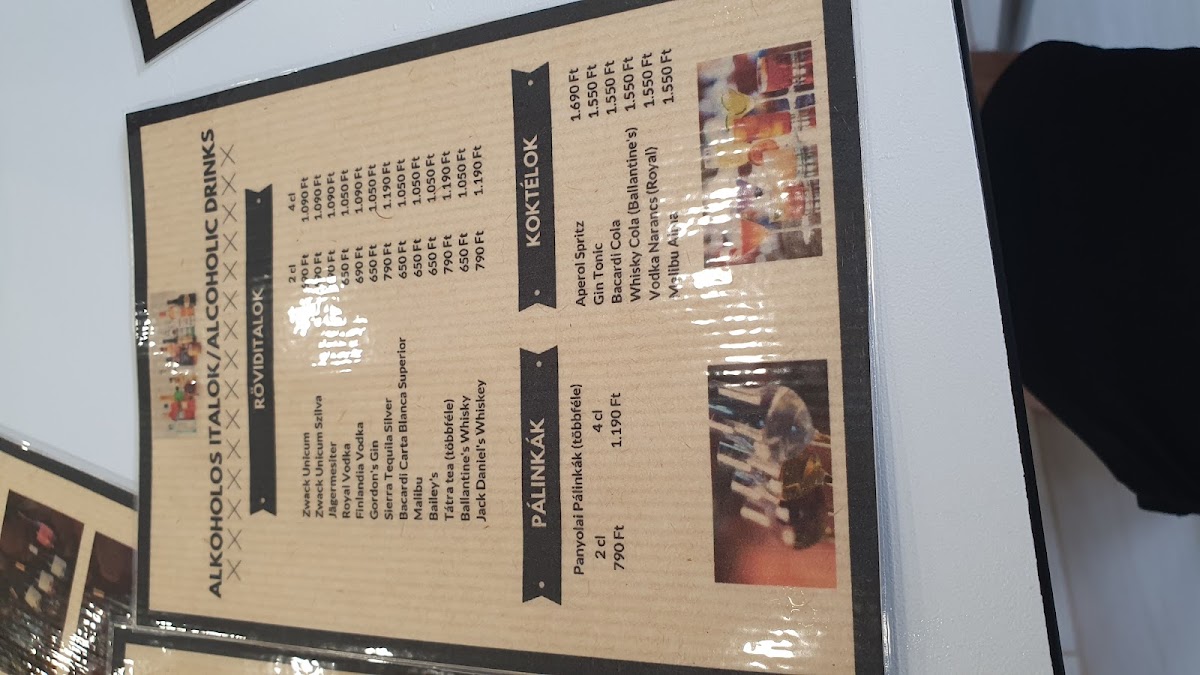 ALKOHOLOS ITALOK/ALCOHOLIC DRINKS
RÖVIDITALOK
2 cl 4 cl
Zwack Unicum 1.090 Ft
Zwack Unicum Szilva 1.090 Ft
Jägermesiter 1.090 Ft
Royal Vodka 650 Ft 1.050 Ft
Finlandia Vodka 690 Ft 1.090 Ft
Gordon's Gin 650 Ft 1.050 Ft
Sierra Tequila Silver 790 Ft 1.190 Ft
Bacardi Carta Blanca Superior 650 Ft 1.050 Ft
Malibu 650 Ft 1.050 Ft
Bailey's 650 Ft 1.050 Ft
Tátra tea (többféle) 790 Ft 1.190 Ft
Ballantine's Whisky 650 Ft 1.050 Ft
Jack Daniel's Whiskey 790 Ft 1.190 Ft
PÁLINKÁK
Panyolai Pálinkák (többféle)
2 cl 4 cl
790 Ft 1.190 Ft
KOKTÉLOK
Aperol Spritz 1.690 Ft
Gin Tonic 1.550 Ft
Bacardi Cola 1.550 Ft
Whisky Cola (Ballantine's) 1.550 Ft
Vodka Narancs (Royal) 1.550 Ft
Malibu 1.550 Ft